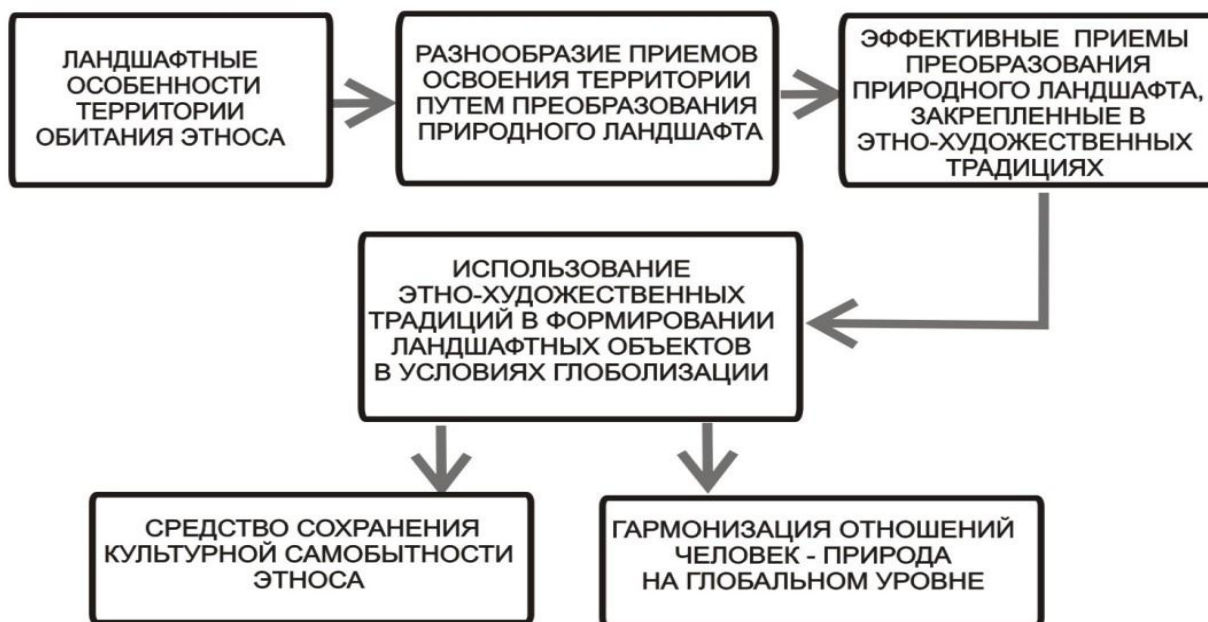 ЛАНДШАФТНЫЕ
ОСОБЕННОСТИ
ТЕРРИТОРИИ
ОБИТАНИЯ ЭТНОСА
РАЗНООБРАЗИЕ ПРИЕМОВ
ОСВОЕНИЯ ТЕРРИТОРИИ
ПУТЕМ ПРЕОБРАЗОВАНИЯ
ПРИРОДНОГО ЛАНДШАФТА
ЭФФЕКТИВНЫЕ ПРИЕМЫ
ПРЕОБРАЗОВАНИЯ
ПРИРОДНОГО ЛАНДШАФТА,
ЗАКРЕПЛЕННЫЕ В
ЭТНО-ХУДОЖЕСТВЕННЫХ
ТРАДИЦИЯХ
ИСПОЛЬЗОВАНИЕ
ЭТНО-ХУДОЖЕСТВЕННЫХ
ТРАДИЦИЙ В ФОРМИРОВАНИИ
ЛАНДШАФТНЫХ ОБЪЕКТОВ
В УСЛОВИЯХ ГЛОБОЛИЗАЦИИ
СРЕДСТВО СОХРАНЕНИЯ
КУЛЬТУРНОЙ САМОБЫТНОСТИ
ЭТНОСА
ГАРМОНИЗАЦИЯ ОТНОШЕНИЙ
ЧЕЛОВЕК - ПРИРОДА
НА ГЛОБАЛЬНОМ УРОВНЕ